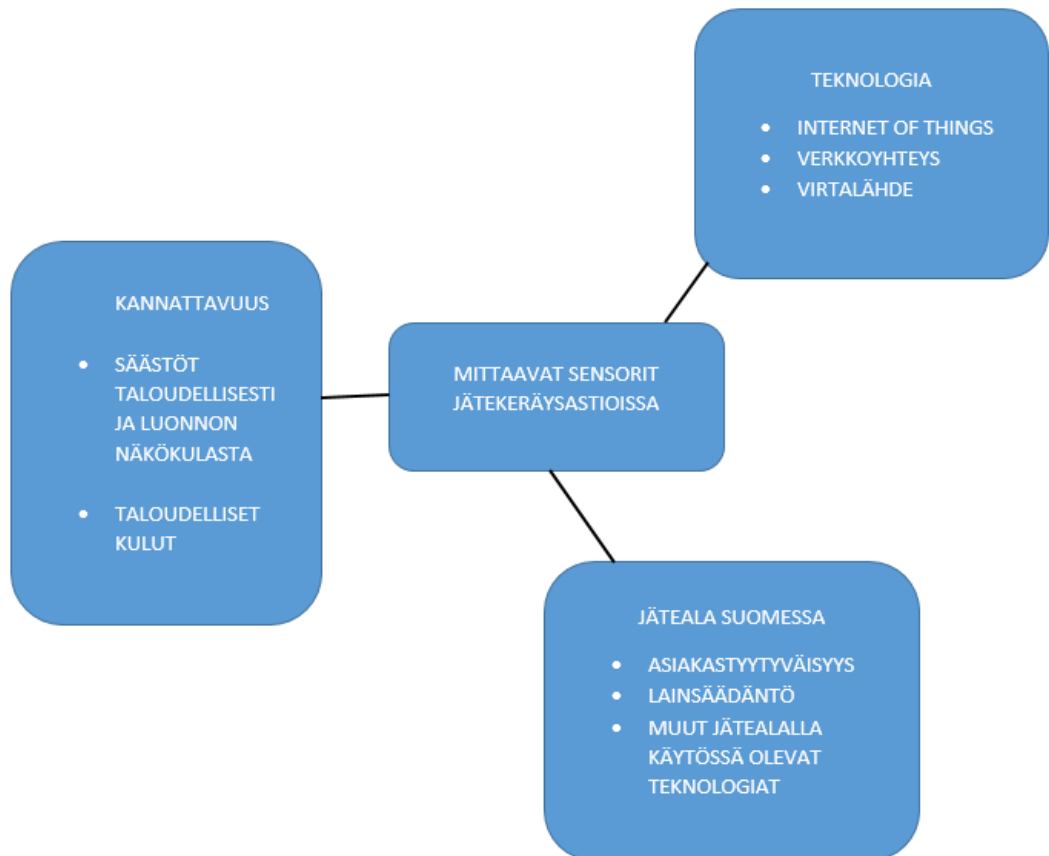 TEKNOLOGIA
• INTERNET OF THINGS
• VERKKOYHTEYS
• VIRTALÄHDE
KANNATTAVUUS
• SÄÄSTÖT
TALOUDELLISESTI
JA LUONNON
NÄKÖKULASTA
• TALOUDELLISET
KULUT
MITTAAVAT SENSORIT
JÄTEKERÄYSASTIOISSA
JÄTEALA SUOMESSA
• ASIAKASTYYTYVÄISYYS
• LAINSÄÄDÄNTÖ
• MUUT JÄTEALALLA
KÄYTÖSSÄ OLEVAT
TEKNOLOGIAT